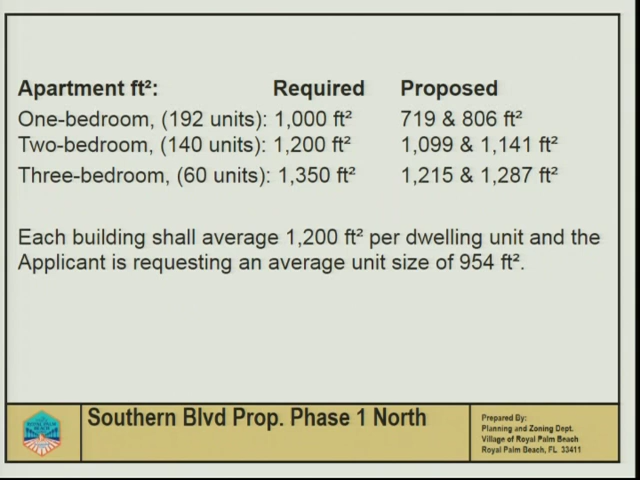 Apartment ft²: Required Proposed
One-bedroom, (192 units): 1,000 ft² 719 & 806 ft²
Two-bedroom, (140 units): 1,200 ft² 1,099 & 1,141 ft²
Three-bedroom, (60 units): 1,350 ft² 1,215 & 1,287 ft²
Each building shall average 1,200 ft² per dwelling unit and the
Applicant is requesting an average unit size of 954 ft².
Southern Blvd Prop. Phase 1 North
Prepared By:
Planning and Zoning Dept.
Village of Royal Palm Beach
Royal Palm Beach, FL 33411